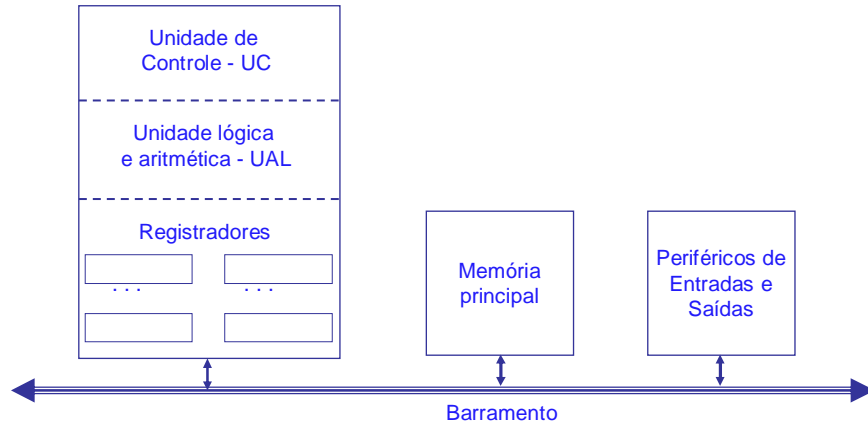 Unidade de
Controle - UC
Unidade lógica
e aritmética - UAL
Registradores
. . .
. . .
Memória
principal
Periféricos de
Entradas e
Saídas
Barramento